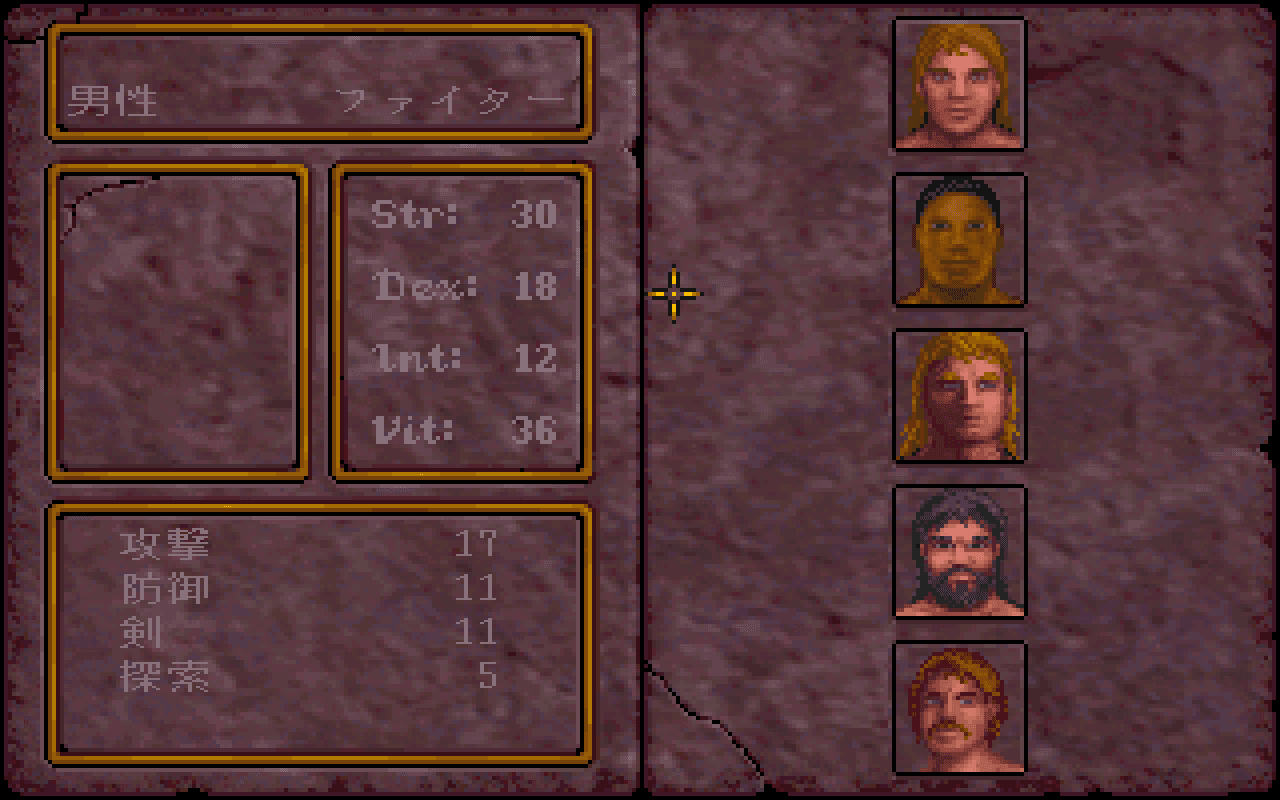 男性 ファイター
Str: 30
Dex: 18
Int: 12
Vit: 36
攻撃 17
防御 11
剣 11
探索 5